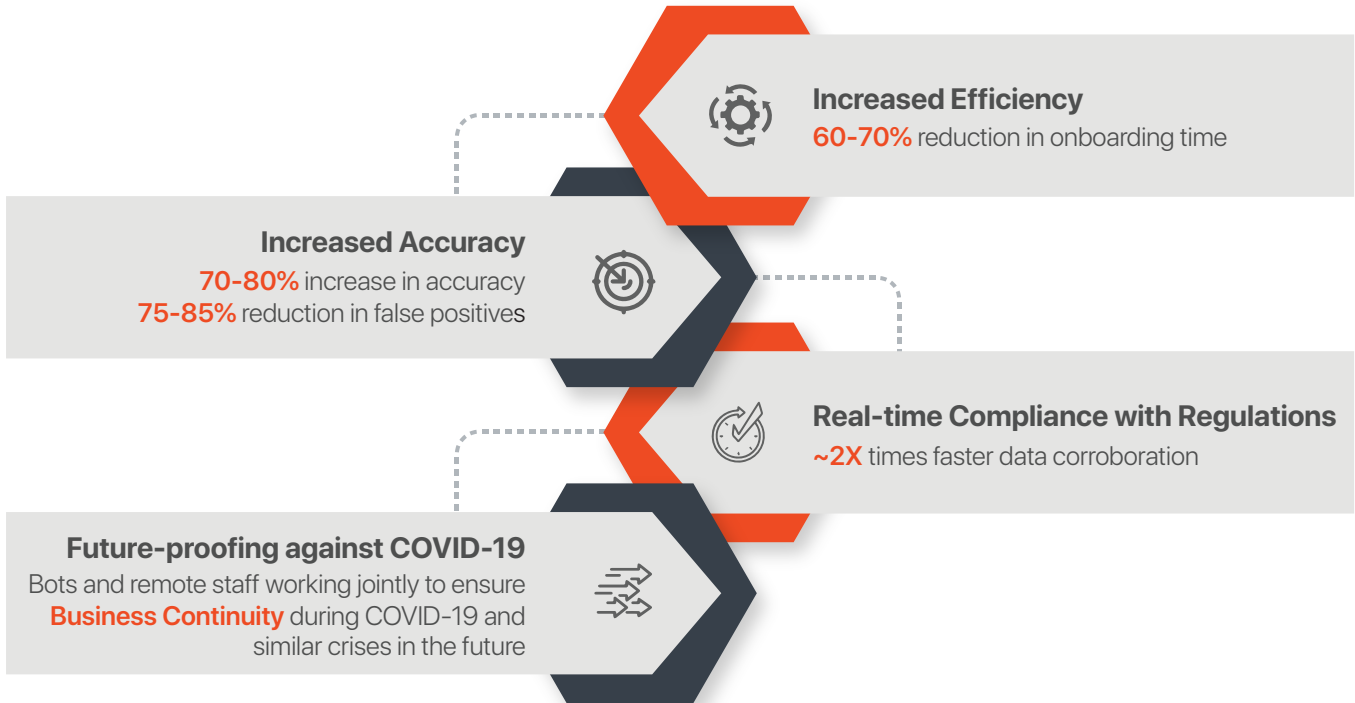 Increased Efficiency
60-70% reduction in onboarding time
Increased Accuracy
70-80% increase in accuracy
75-85% reduction in false positives
Real-time Compliance with Regulations
~2X times faster data corroboration
Future-proofing against COVID-19
Bots and remote staff working jointly to ensure
Business Continuity during COVID-19 and
similar crises in the future